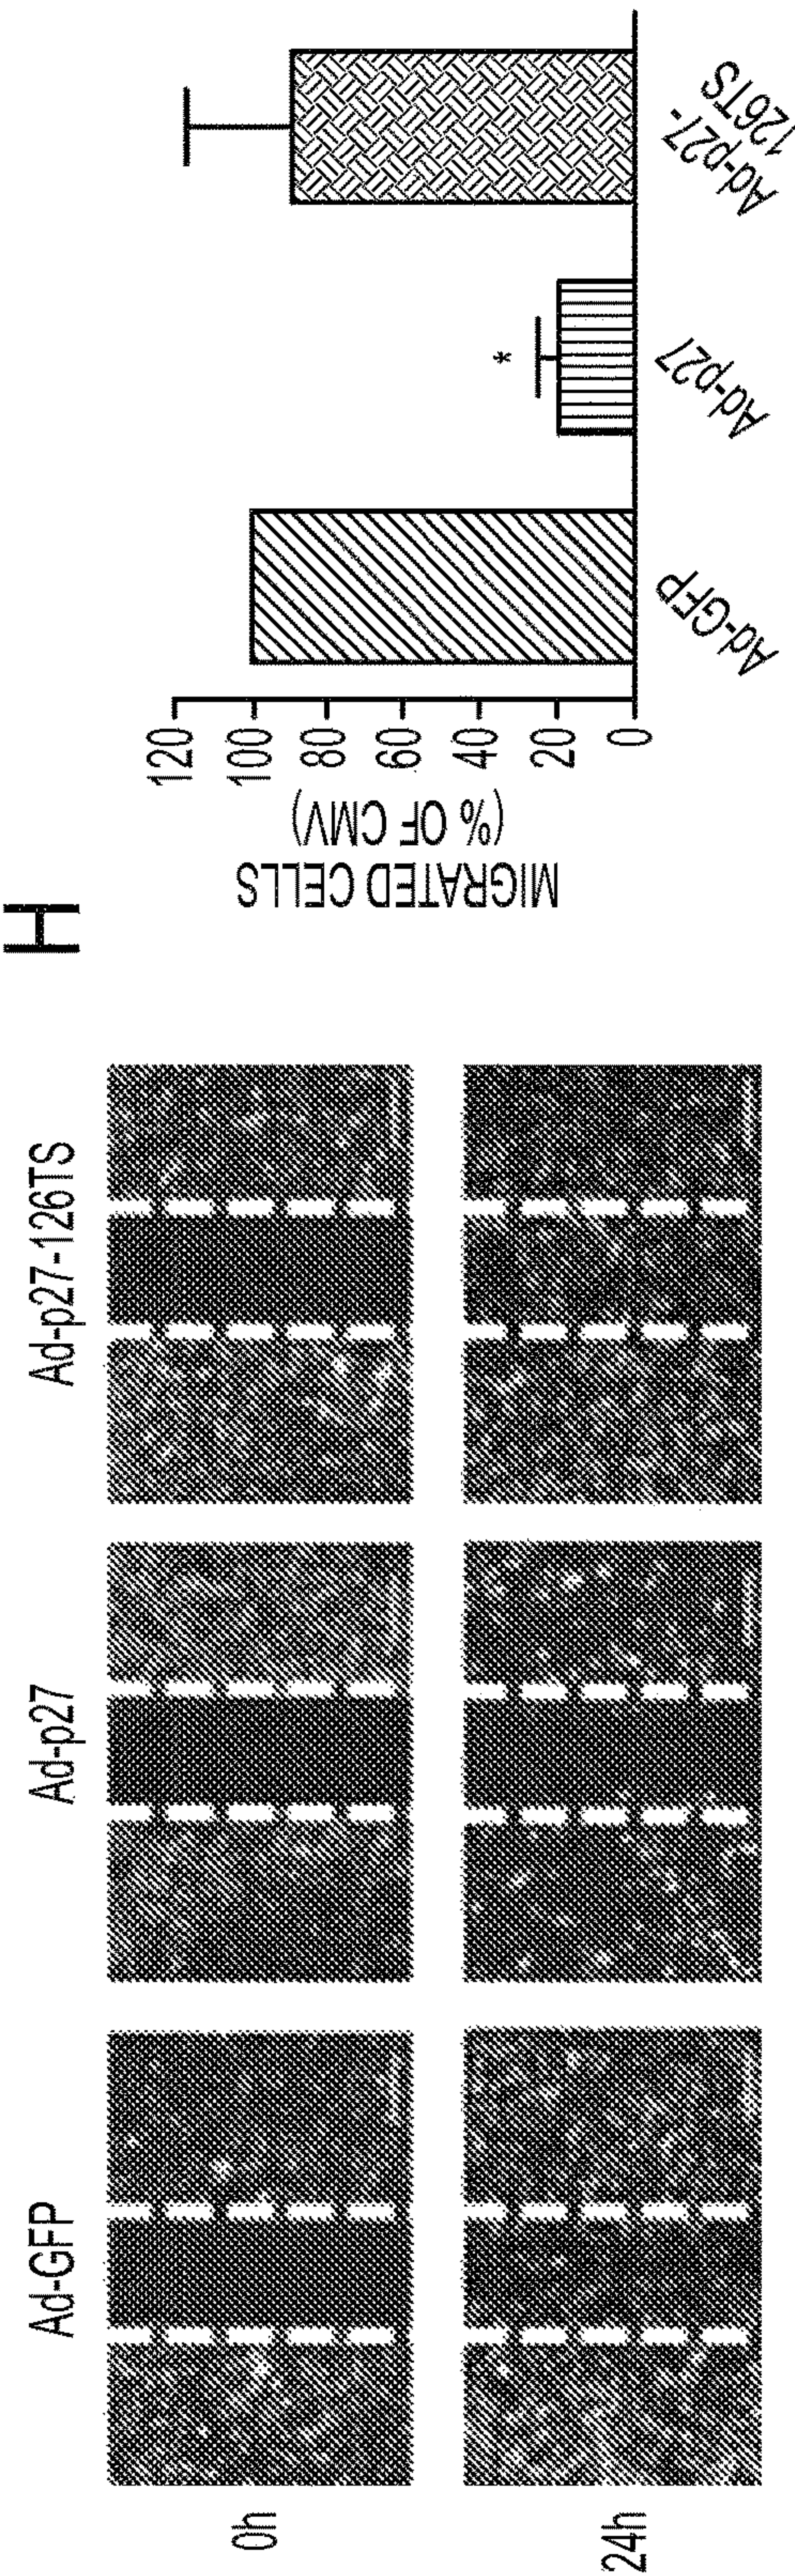 Ad-GFP
Ad-p27
Ad-p27-126TS
0h
24h
H
MIGRATED CELLS
(% OF CMV)
120
100
80
60
40
20
0
*
Ad-GFP
Ad-p27
Ad-p27-
126TS